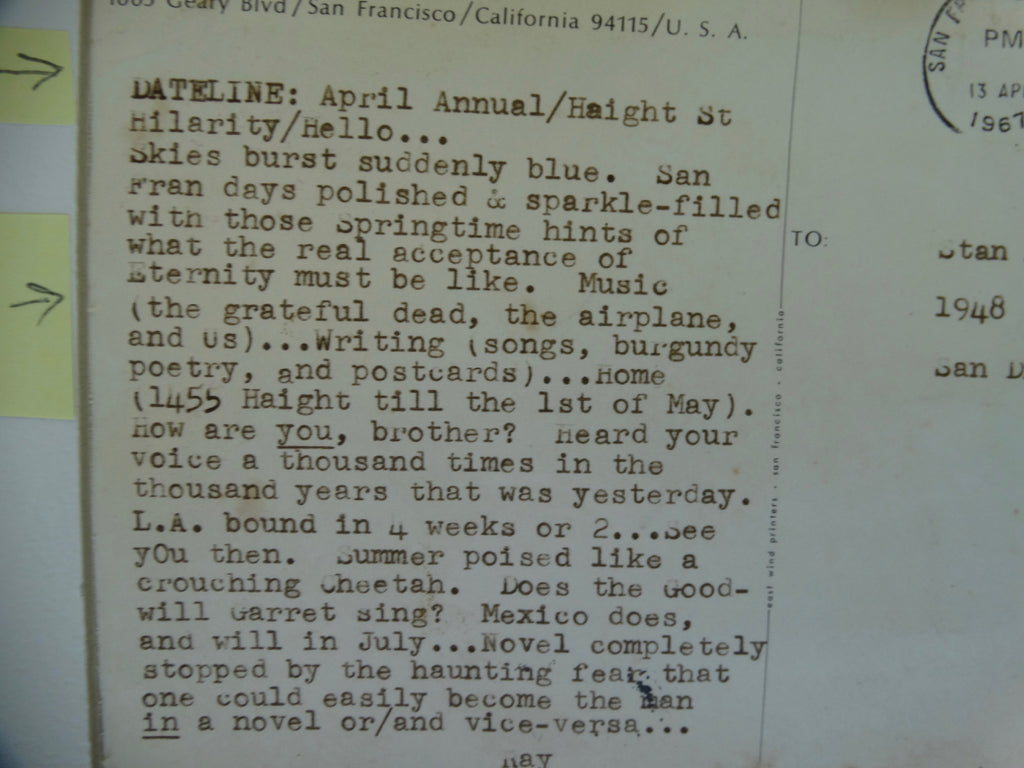 Geary Blvd/San Francisco/California 94115/U. S. A.
DATELINE: April Annual/Haight St
Hilarity/Hello...
Skies burst suddenly blue. San
Fran days polished & sparkle-filled
with those Springtime hints of
what the real acceptance of
Eternity must be like. Music
(the grateful dead, the airplane,
and us)...Writing (songs, burgundy
poetry, and postcards)...Home
(1455 Haight till the 1st of May).
How are you, brother? Heard your
voice a thousand times in the
thousand years that was yesterday.
L.A. bound in 4 weeks or 2...See
yOu then. Summer poised like a
crouching Cheetah. Does the Good-
will Garret sing? Mexico does,
and will in July...Novel completely
stopped by the haunting fear that
one could easily become the man
in a novel or/and vice-versa...
east wind printers · san francisco · california
SAN
PM
13 AP
1967
TO:
Stan
1948
San D